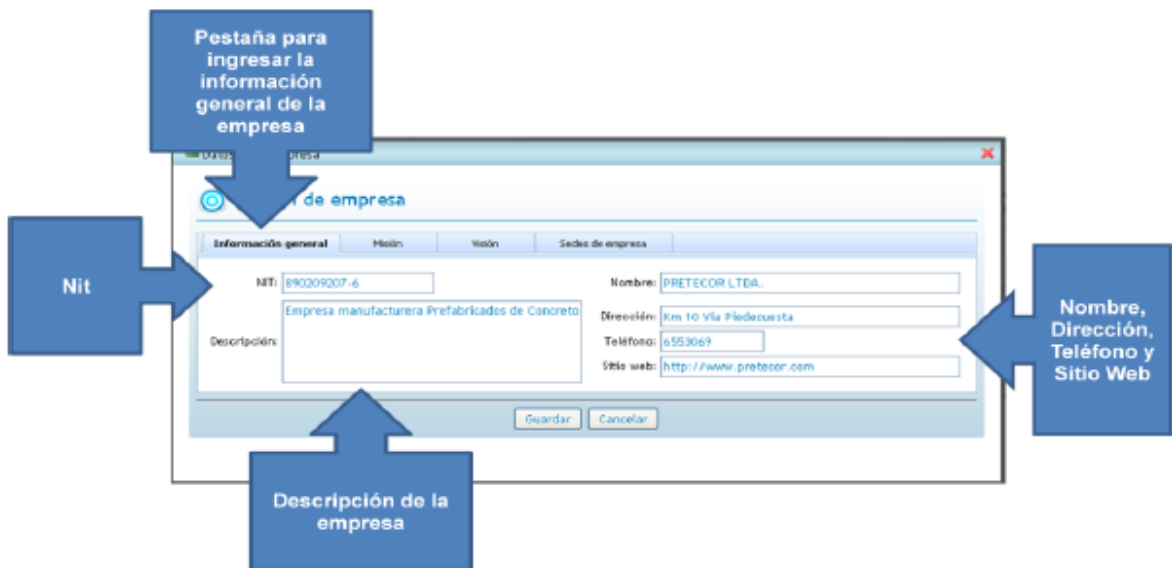 Pestaña para
ingresar la
información
general de la
empresa
de empresa
Información general
Misión
Visión
Sedes de empresa
Nit
NIT: 890209207-6
Nombre: PRETECOR LTDA.
Descripción: Empresa manufacturera Prefabricados de Concreto
Dirección: Km 10 Vía Piedecuesta
Teléfono: 6553069
Sitio web: http://www.pretecor.com
Nombre,
Dirección,
Teléfono y
Sitio Web
Guardar
Cancelar
Descripción de la
empresa